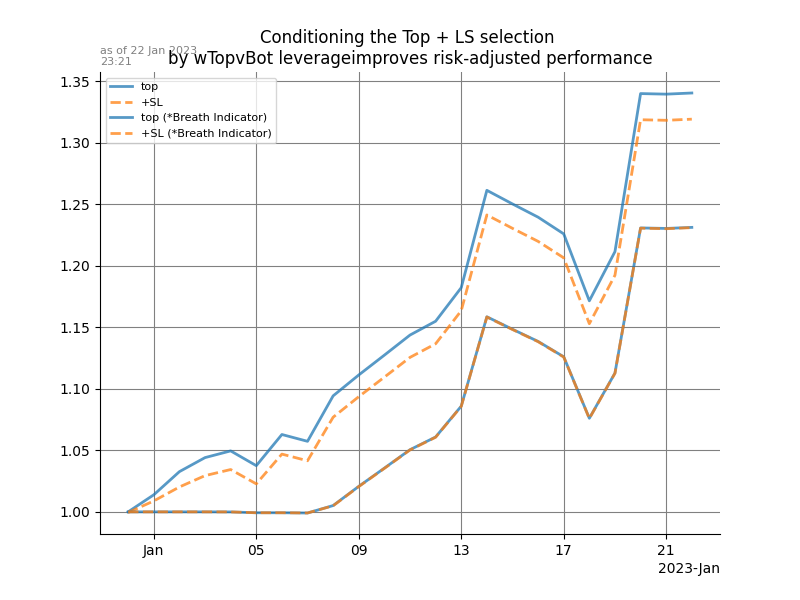 Conditioning the Top + LS selection
as of 22 Jan 2023
by wTopvBot leverageimproves risk-adjusted performance
23:21
top
+SL
top (*Breath Indicator)
+SL (*Breath Indicator)
1.35
1.30
1.25
1.20
1.15
1.10
1.05
1.00
Jan 05 09 13 17 21
2023-Jan